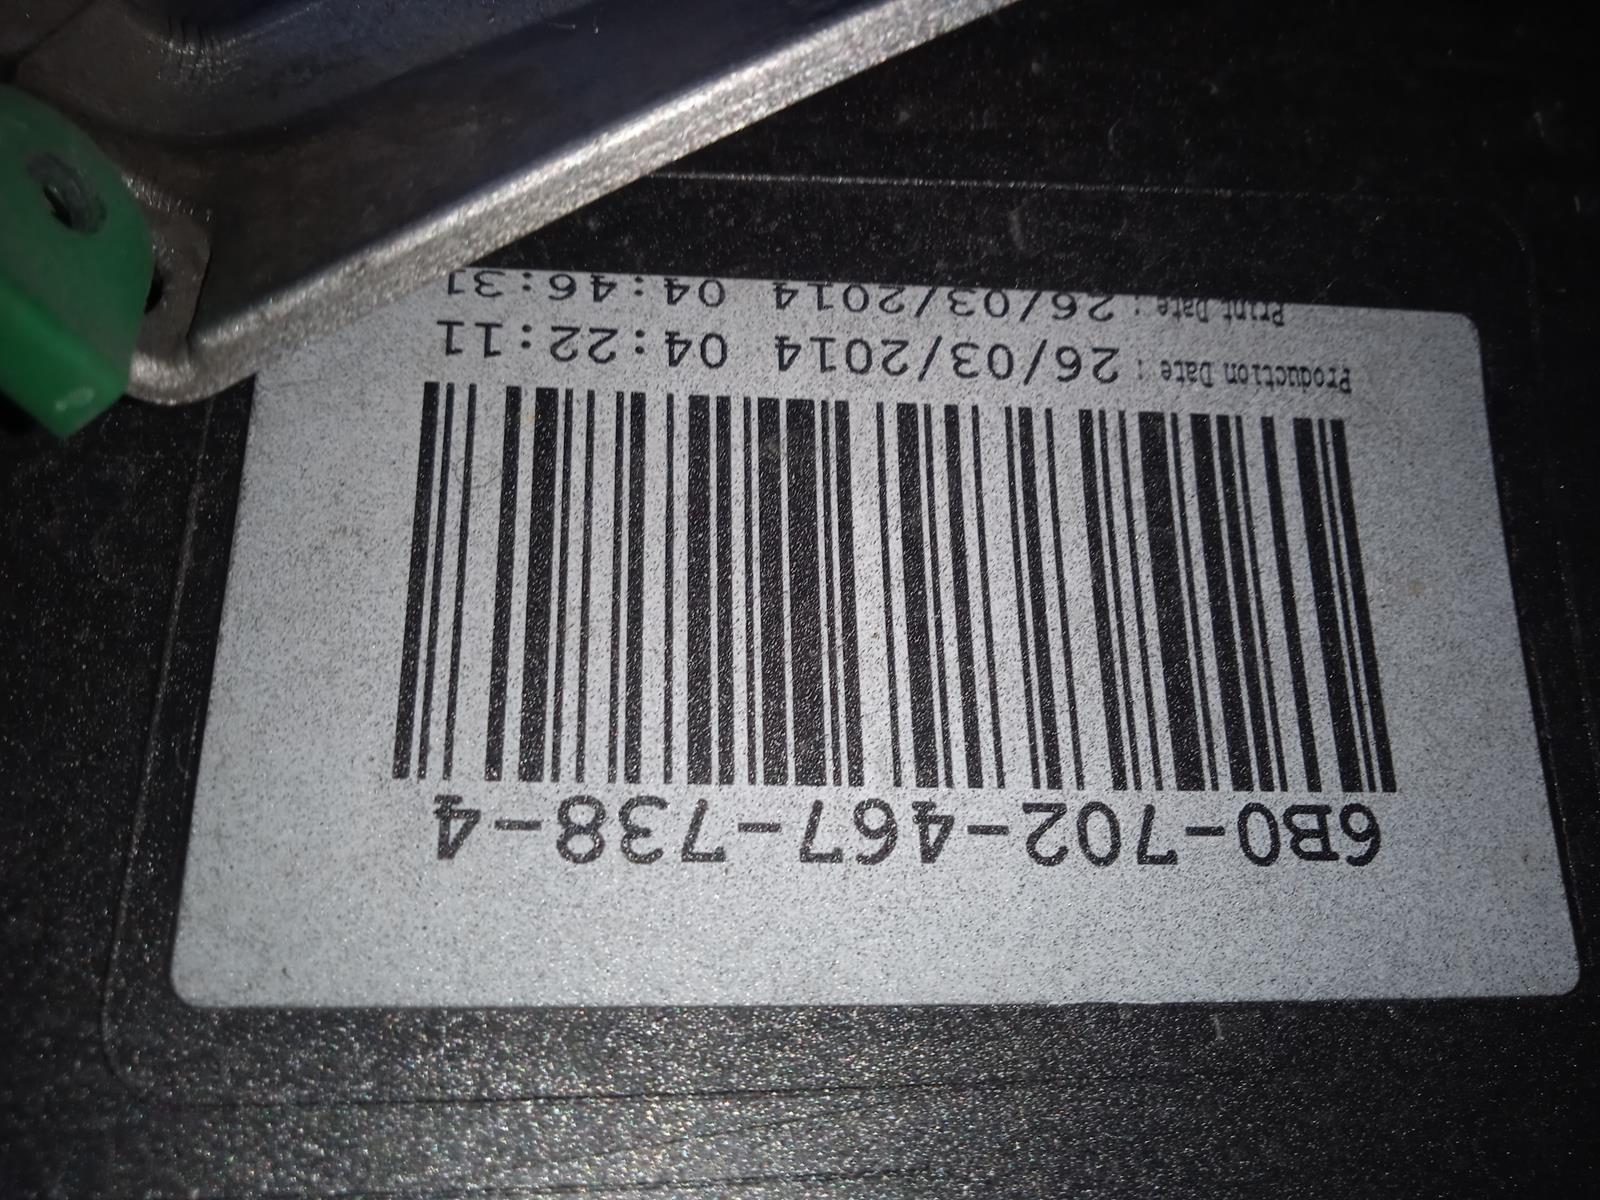 6B0-702-467-738-4
Production Date : 26/03/2014 04:22:11
Print Date : 26/03/2014 04:46:31